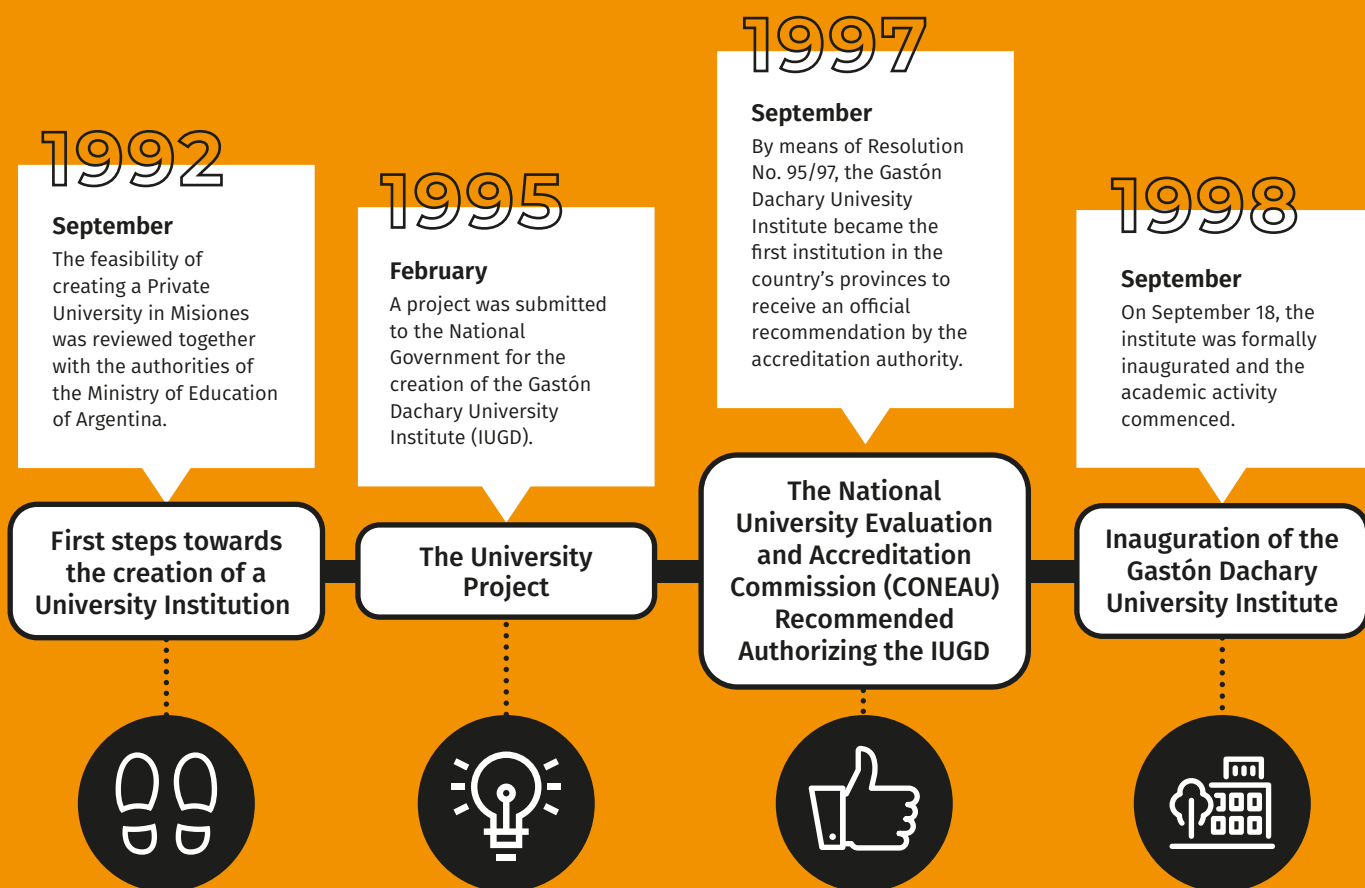 1992
September
The feasibility of
creating a Private
University in Misiones
was reviewed together
with the authorities of
the Ministry of Education
of Argentina.
First steps towards
the creation of a
University Institution
1995
February
A project was submitted
to the National
Government for the
creation of the Gastón
Dachary University
Institute (IUGD).
The University
Project
1997
September
By means of Resolution
No. 95/97, the Gastón
Dachary Univesity
Institute became the
first institution in the
country's provinces to
receive an official
recommendation by the
accreditation authority.
The National
University Evaluation
and Accreditation
Commission (CONEAU)
Recommended
Authorizing the IUGD
1998
September
On September 18, the
institute was formally
inaugurated and the
academic activity
commenced.
Inauguration of the
Gastón Dachary
University Institute